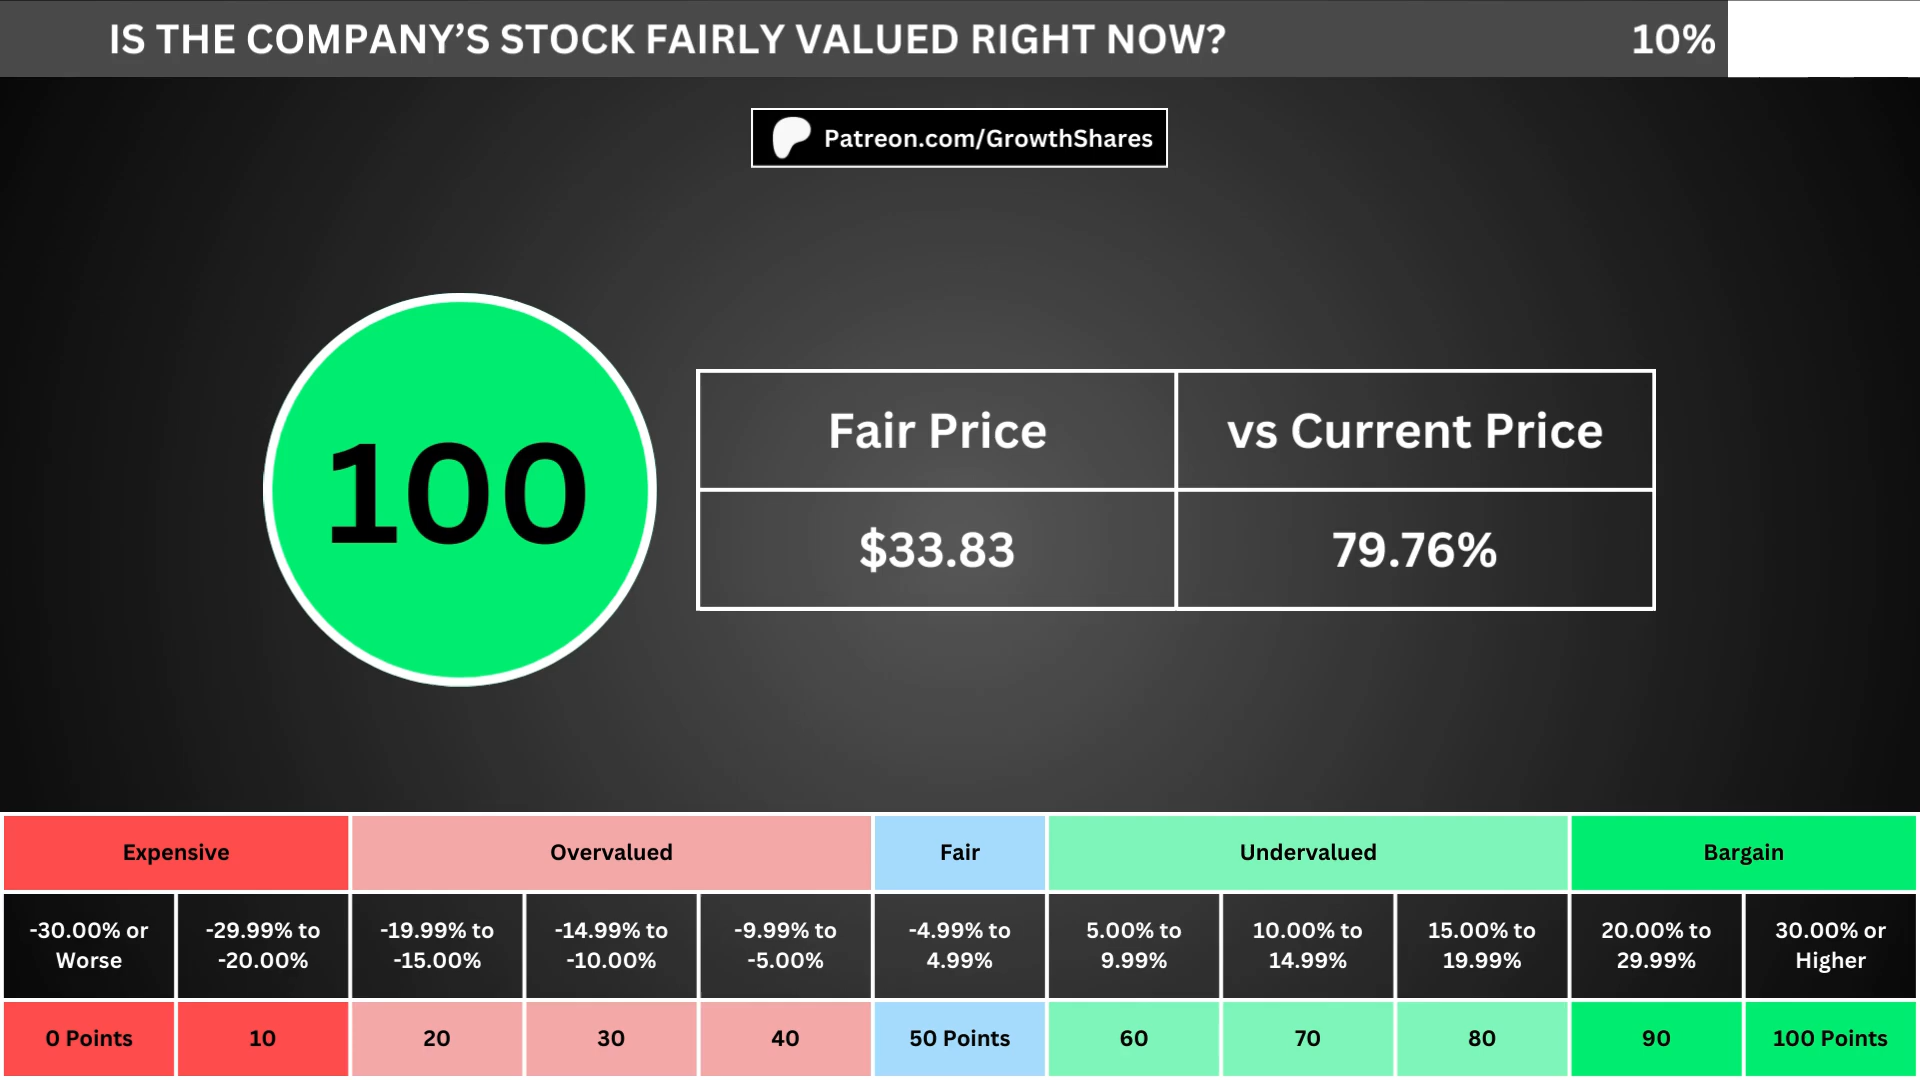 IS THE COMPANY’S STOCK FAIRLY VALUED RIGHT NOW? 10%
Patreon.com/GrowthShares
100
Fair Price vs Current Price
$33.83 79.76%
Expensive Overvalued Fair Undervalued Bargain
-30.00% or -29.99% to -19.99% to -14.99% to -9.99% to -4.99% to 5.00% to 10.00% to 15.00% to 20.00% to 30.00% or
Worse -20.00% -15.00% -10.00% -5.00% 4.99% 9.99% 14.99% 19.99% 29.99% Higher
0 Points 10 20 30 40 50 Points 60 70 80 90 100 Points